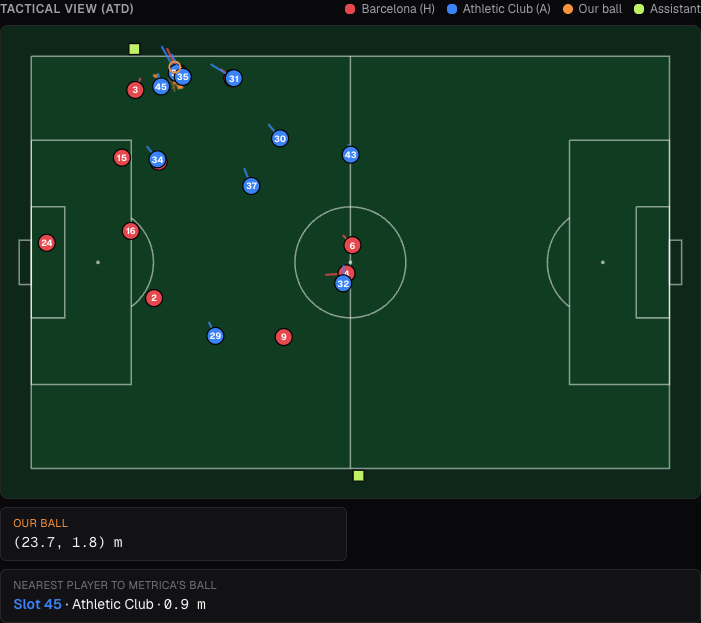 TACTICAL VIEW (ATD)
Barcelona (H) Athletic Club (A) Our ball Assistant
3
45
35
31
30
43
15
34
37
16
24
6
4
32
2
29
9
OUR BALL
(23.7, 1.8) m
NEAREST PLAYER TO METRICA'S BALL
Slot 45 · Athletic Club · 0.9 m